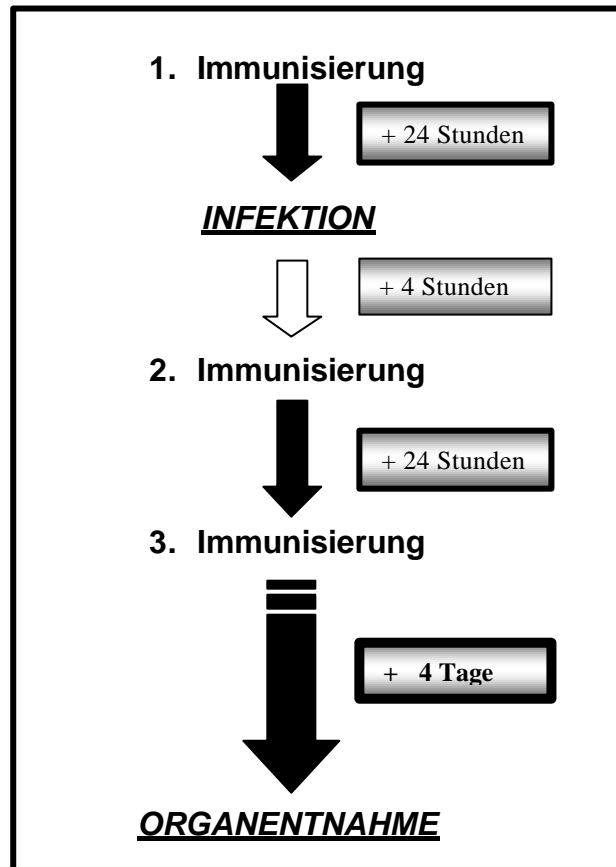 1. Immunisierung
+ 24 Stunden
INFEKTION
+ 4 Stunden
2. Immunisierung
+ 24 Stunden
3. Immunisierung
+ 4 Tage
ORGANENTNAHME